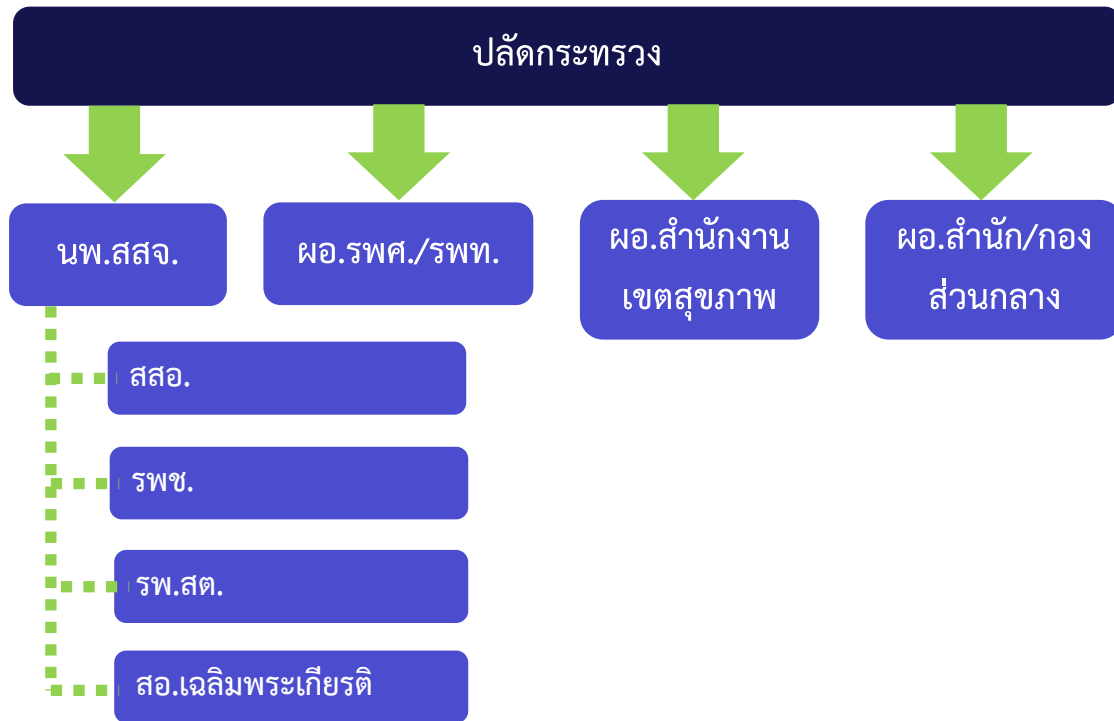 ปลัดกระทรวง
นพ.สสจ.
ผอ.รพศ./รพท.
ผอ.สำนักงาน
เขตสุขภาพ
ผอ.สำนัก/กอง
ส่วนกลาง
สสอ.
รพช.
รพ.สต.
สอ.เฉลิมพระเกียรติ